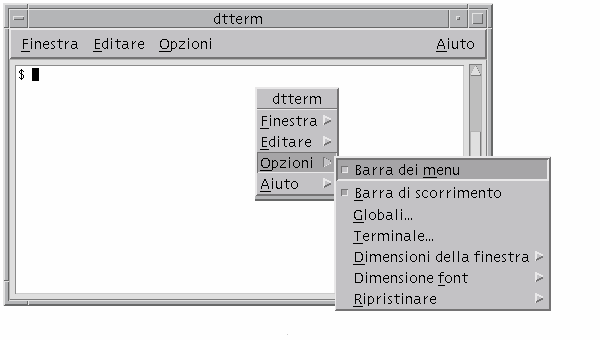 dtterm
Finestra Editare Opzioni Aiuto
$
dtterm
Finestra
Editare
Opzioni
Aiuto
Barra dei menu
Barra di scorrimento
Globali...
Terminale...
Dimensioni della finestra
Dimensione font
Ripristinare